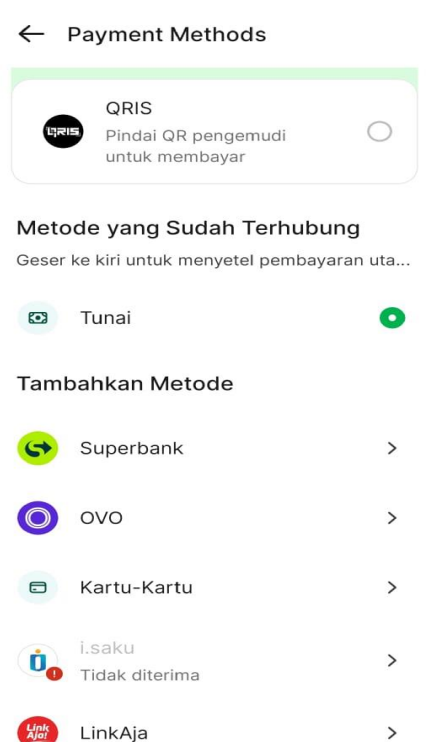 Payment Methods
QRIS
QRIS
Pindai QR pengemudi
untuk membayar
Metode yang Sudah Terhubung
Geser ke kiri untuk menyetel pembayaran uta...
Tunai
Tambahkan Metode
Superbank
OVO
Kartu-Kartu
i.saku
Tidak diterima
Link
Aja!
LinkAja